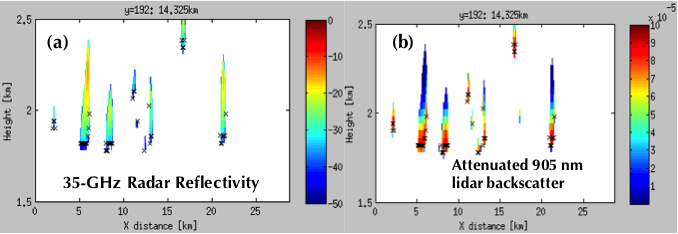 y=192: 14.325km
(a)
2.5
2
1.5
Height [km]
0
5
10
15
20
25
X distance [km]
35-GHz Radar Reflectivity
0
-10
-20
-30
-40
-50
y=192: 14.325km
(b)
2.5
2
1.5
Height [km]
0
5
10
15
20
25
X distance [km]
Attenuated 905 nm
lidar backscatter
x 10
-5
10
9
8
7
6
5
4
3
2
1